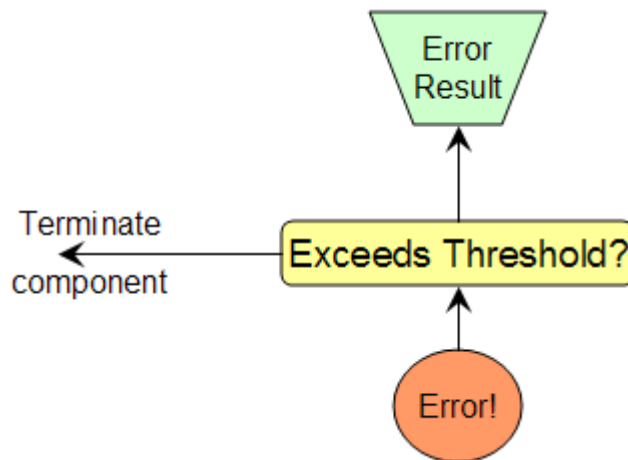 Error
Result
Terminate
component
Exceeds Threshold?
Error!